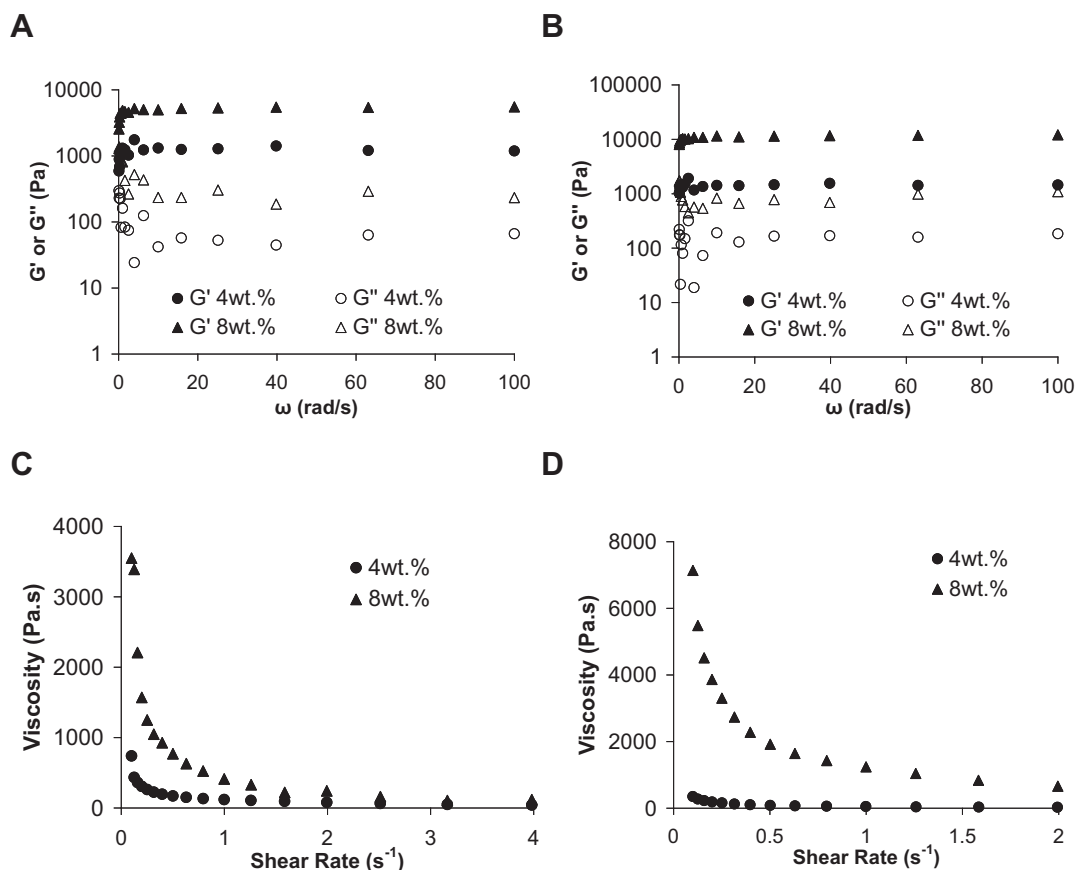 A
G' or G'' (Pa)
10000
1000
100
10
1
G' 4wt.% G'' 4wt.%
G' 8wt.% G'' 8wt.%
0 20 40 60 80 100
ω (rad/s)
B
G' or G'' (Pa)
100000
10000
1000
100
10
1
G' 4wt.% G'' 4wt.%
G' 8wt.% G'' 8wt.%
0 20 40 60 80 100
ω (rad/s)
C
Viscosity (Pa.s)
4000
3000
2000
1000
0
4wt.%
8wt.%
0 1 2 3 4
Shear Rate (s⁻¹)
D
Viscosity (Pa.s)
8000
6000
4000
2000
0
4wt.%
8wt.%
0 0.5 1 1.5 2
Shear Rate (s⁻¹)